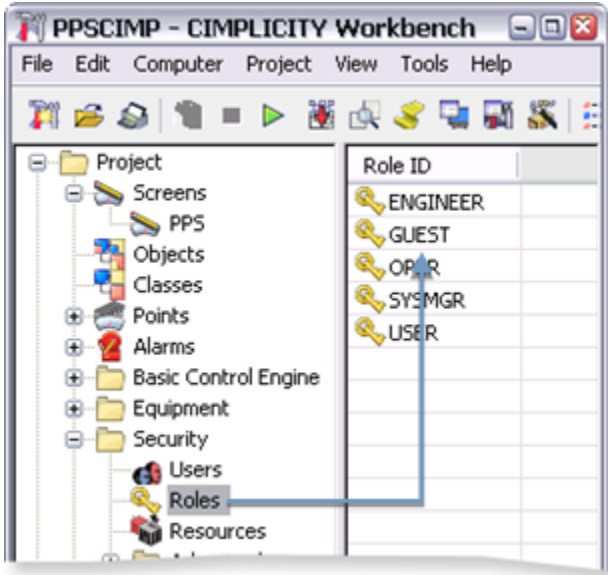 PPSCIMP - CIMPLICITY Workbench
File Edit Computer Project View Tools Help
Project
Screens
PPS
Objects
Classes
Points
Alarms
Basic Control Engine
Equipment
Security
Users
Roles
Resources
Role ID
ENGINEER
GUEST
OPER
SYSMGR
USER